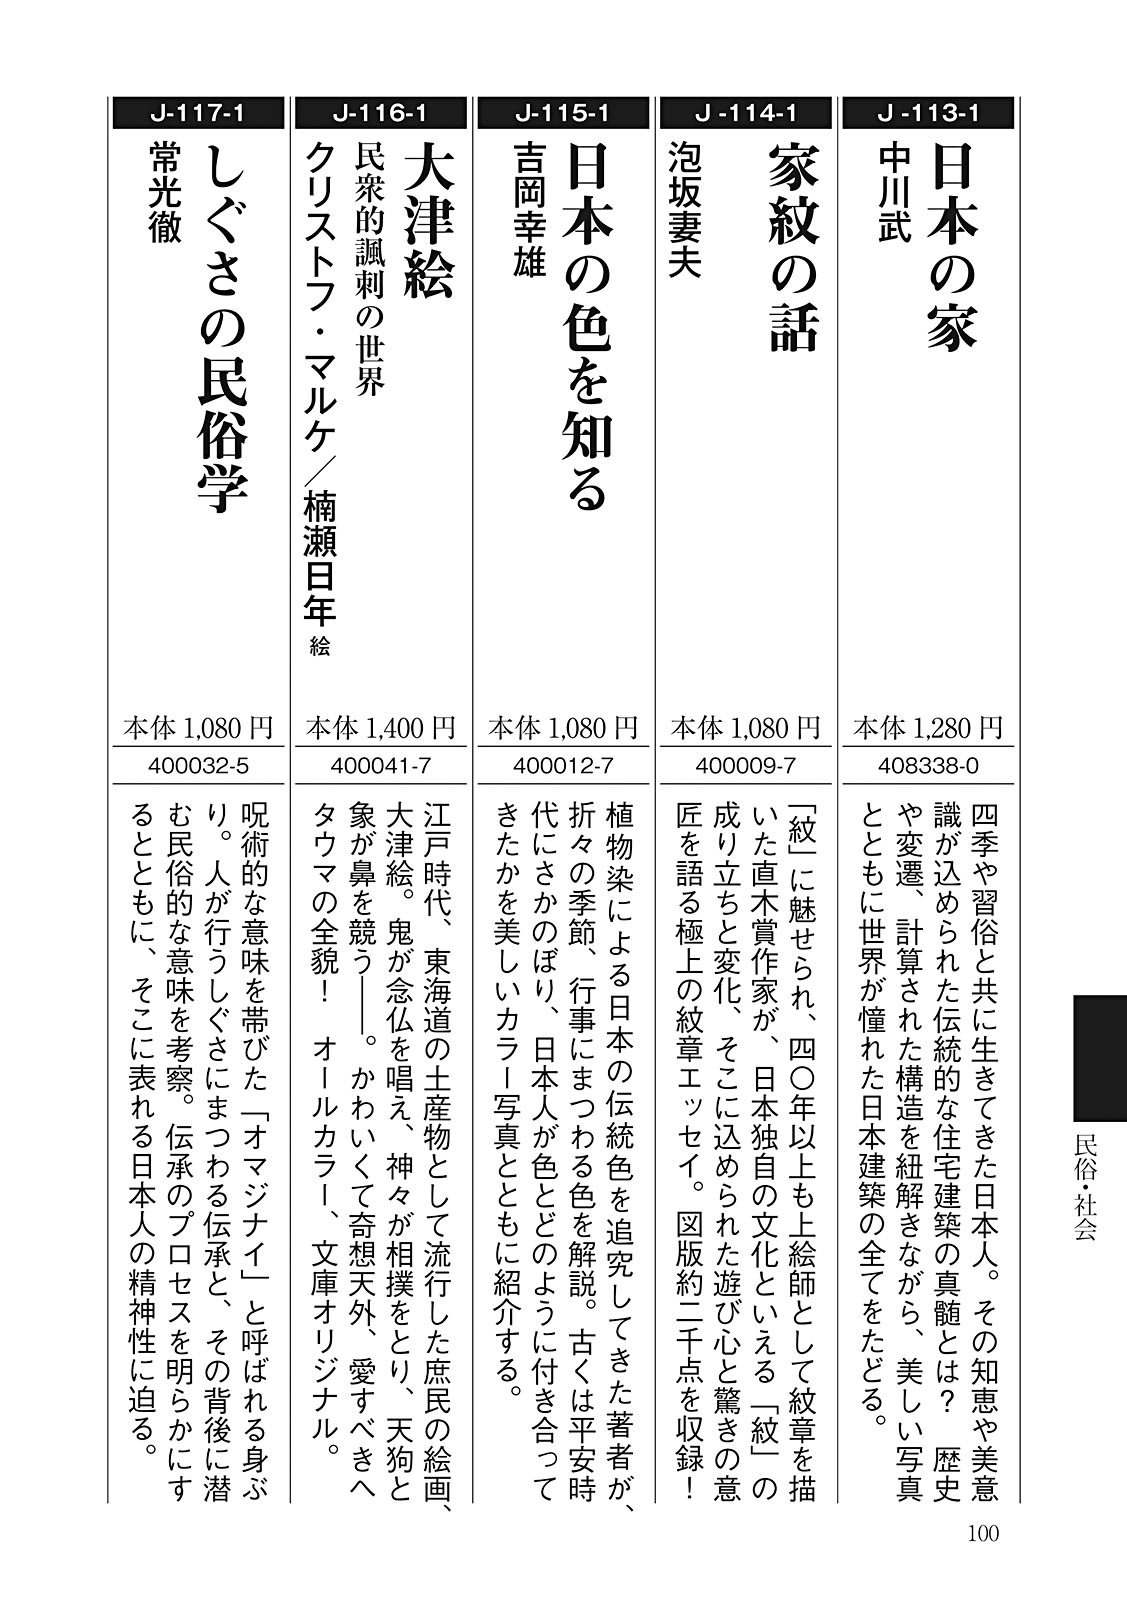 J-113-1
日本の家
中川武
本体 1,280 円
408338-0
四季や習俗と共に生きてきた日本人。その知恵や美意
識が込められた伝統的な住宅建築の真髄とは？　歴史
や変遷、計算された構造を紐解きながら、美しい写真
とともに世界が憧れた日本建築の全てをたどる。
J-114-1
家紋の話
泡坂妻夫
本体 1,080 円
400009-7
「紋」に魅せられ、四〇年以上も上絵師として紋章を描
いた直木賞作家が、日本独自の文化といえる「紋」の
成り立ちと変化、そこに込められた遊び心と驚きの意
匠を語る極上の紋章エッセイ。図版約二千点を収録！
J-115-1
日本の色を知る
吉岡幸雄
本体 1,080 円
400012-7
植物染による日本の伝統色を追究してきた著者が、
折々の季節、行事にまつわる色を解説。古くは平安時
代にさかのぼり、日本人が色とどのように付き合って
きたかを美しいカラー写真とともに紹介する。
J-116-1
大津絵
民衆的諷刺の世界
クリストフ・マルケ／楠瀬日年 絵
本体 1,400 円
400041-7
江戸時代、東海道の土産物として流行した庶民の絵画、
大津絵。鬼が念仏を唱え、神々が相撲をとり、天狗と
象が鼻を競う――。かわいくて奇想天外、愛すべきヘ
タウマの全貌！　オールカラー、文庫オリジナル。
J-117-1
しぐさの民俗学
常光徹
本体 1,080 円
400032-5
呪術的な意味を帯びた「オマジナイ」と呼ばれる身ぶ
り。人が行うしぐさにまつわる伝承と、その背後に潜
む民俗的な意味を考察。伝承のプロセスを明らかにす
るとともに、そこに表れる日本人の精神性に迫る。
民俗・社会
100